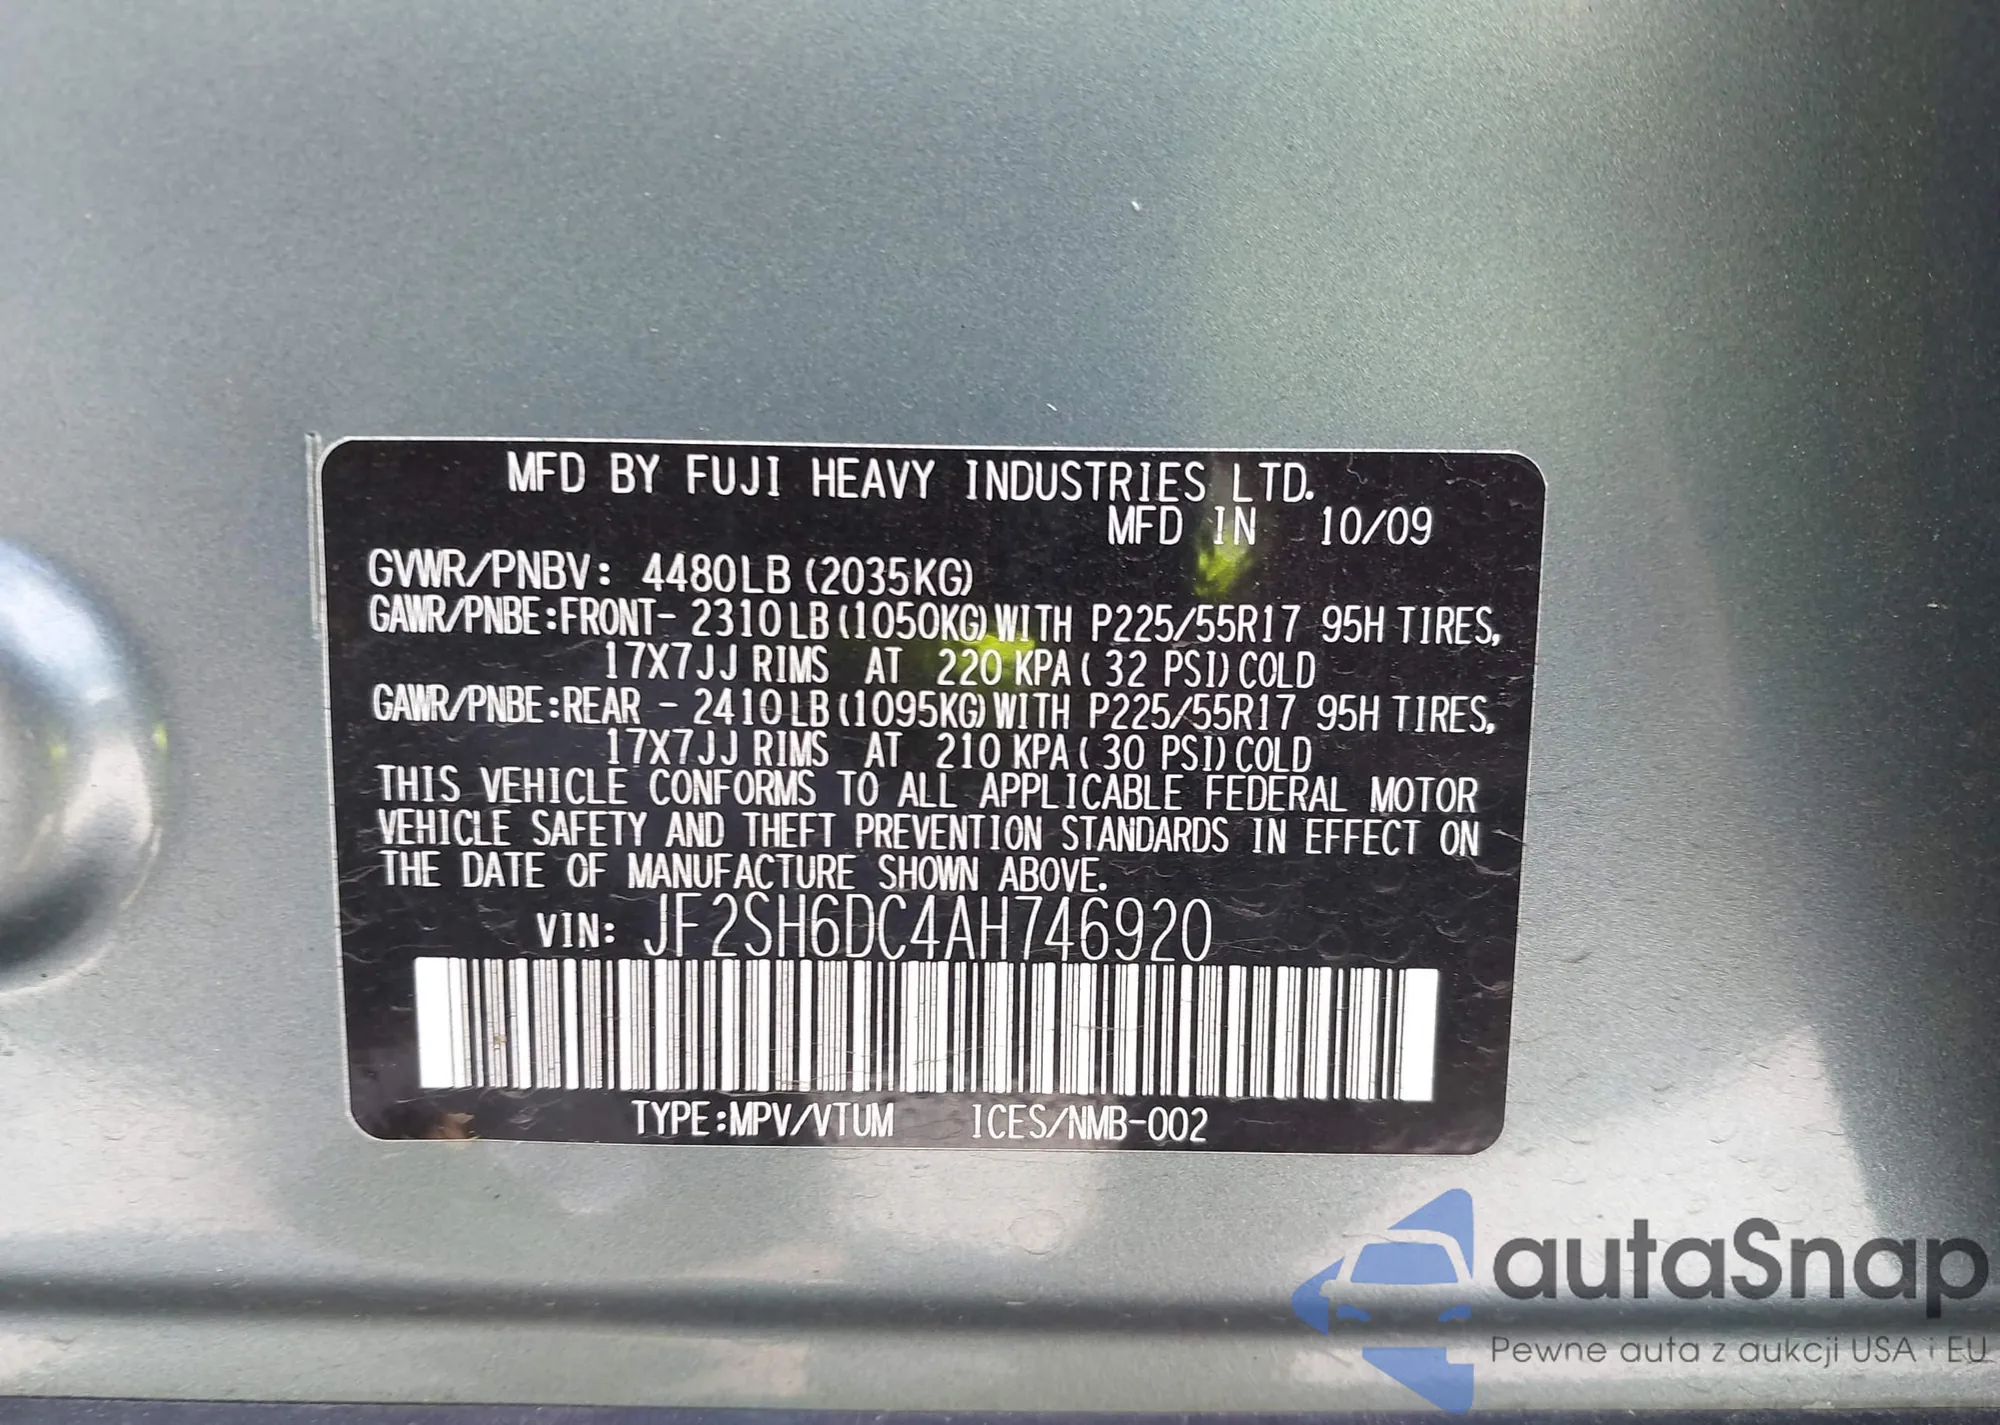 MFD BY FUJI HEAVY INDUSTRIES LTD.
MFD IN 10/09
GVWR/PNBV: 4480LB (2035KG)
GAWR/PNBE:FRONT- 2310LB (1050KG) WITH P225/55R17 95H TIRES,
17X7JJ RIMS AT 220 KPA ( 32 PSI) COLD
GAWR/PNBE:REAR - 2410LB (1095KG) WITH P225/55R17 95H TIRES,
17X7JJ RIMS AT 210 KPA ( 30 PSI) COLD
THIS VEHICLE CONFORMS TO ALL APPLICABLE FEDERAL MOTOR
VEHICLE SAFETY AND THEFT PREVENTION STANDARDS IN EFFECT ON
THE DATE OF MANUFACTURE SHOWN ABOVE.
VIN: JF2SH6DC4AH746920
TYPE:MPV/VTUM ICES/NMB-002
autaSnap
Pewne auta z aukcji USA i EU